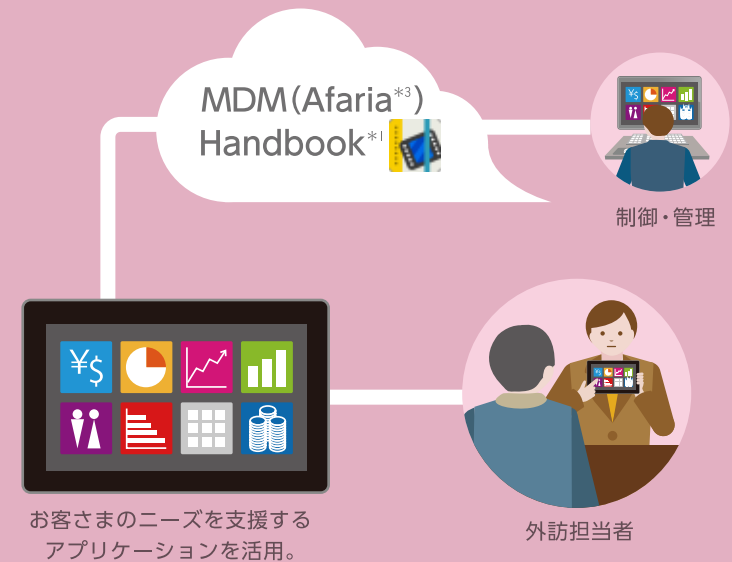 MDM(Afaria*3)
Handbook*1
制御・管理
¥$
お客さまのニーズを支援する
アプリケーションを活用。
外訪担当者